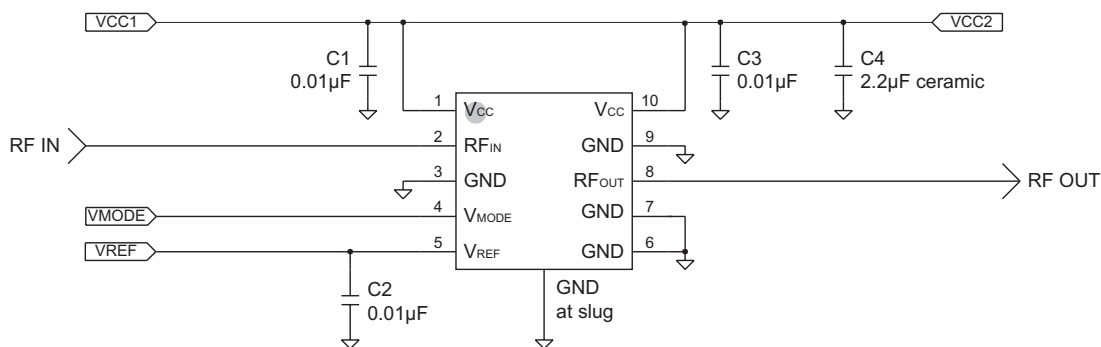 VCC1
VCC2
C1
0.01µF
C3
0.01µF
C4
2.2µF ceramic
1
VCC
VCC
10
RF IN
2
RFIN
GND
9
3
GND
RFOUT
8
RF OUT
VMODE
4
VMODE
GND
7
VREF
5
VREF
GND
6
C2
0.01µF
GND
at slug